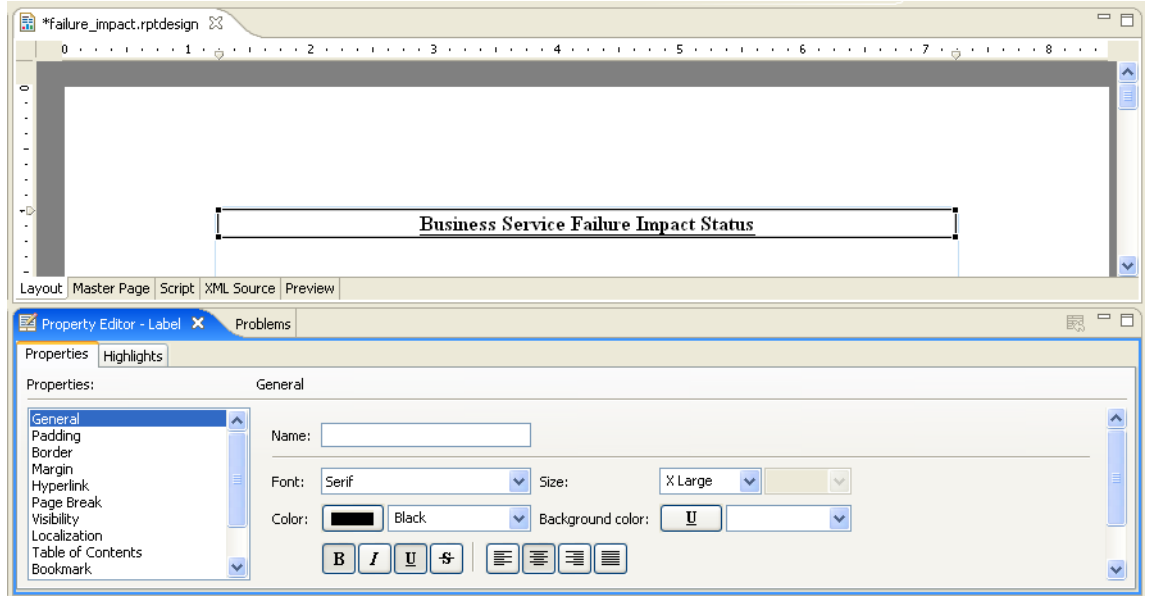 *failure_impact.rptdesign
0 1 2 3 4 5 6 7 8
0
Business Service Failure Impact Status
Layout Master Page Script XML Source Preview
Property Editor - Label Problems
Properties Highlights
Properties: General
General
Padding
Border
Margin
Hyperlink
Page Break
Visibility
Localization
Table of Contents
Bookmark
Name:
Font: Serif Size: X Large
Color: Black Background color: U
B I U S